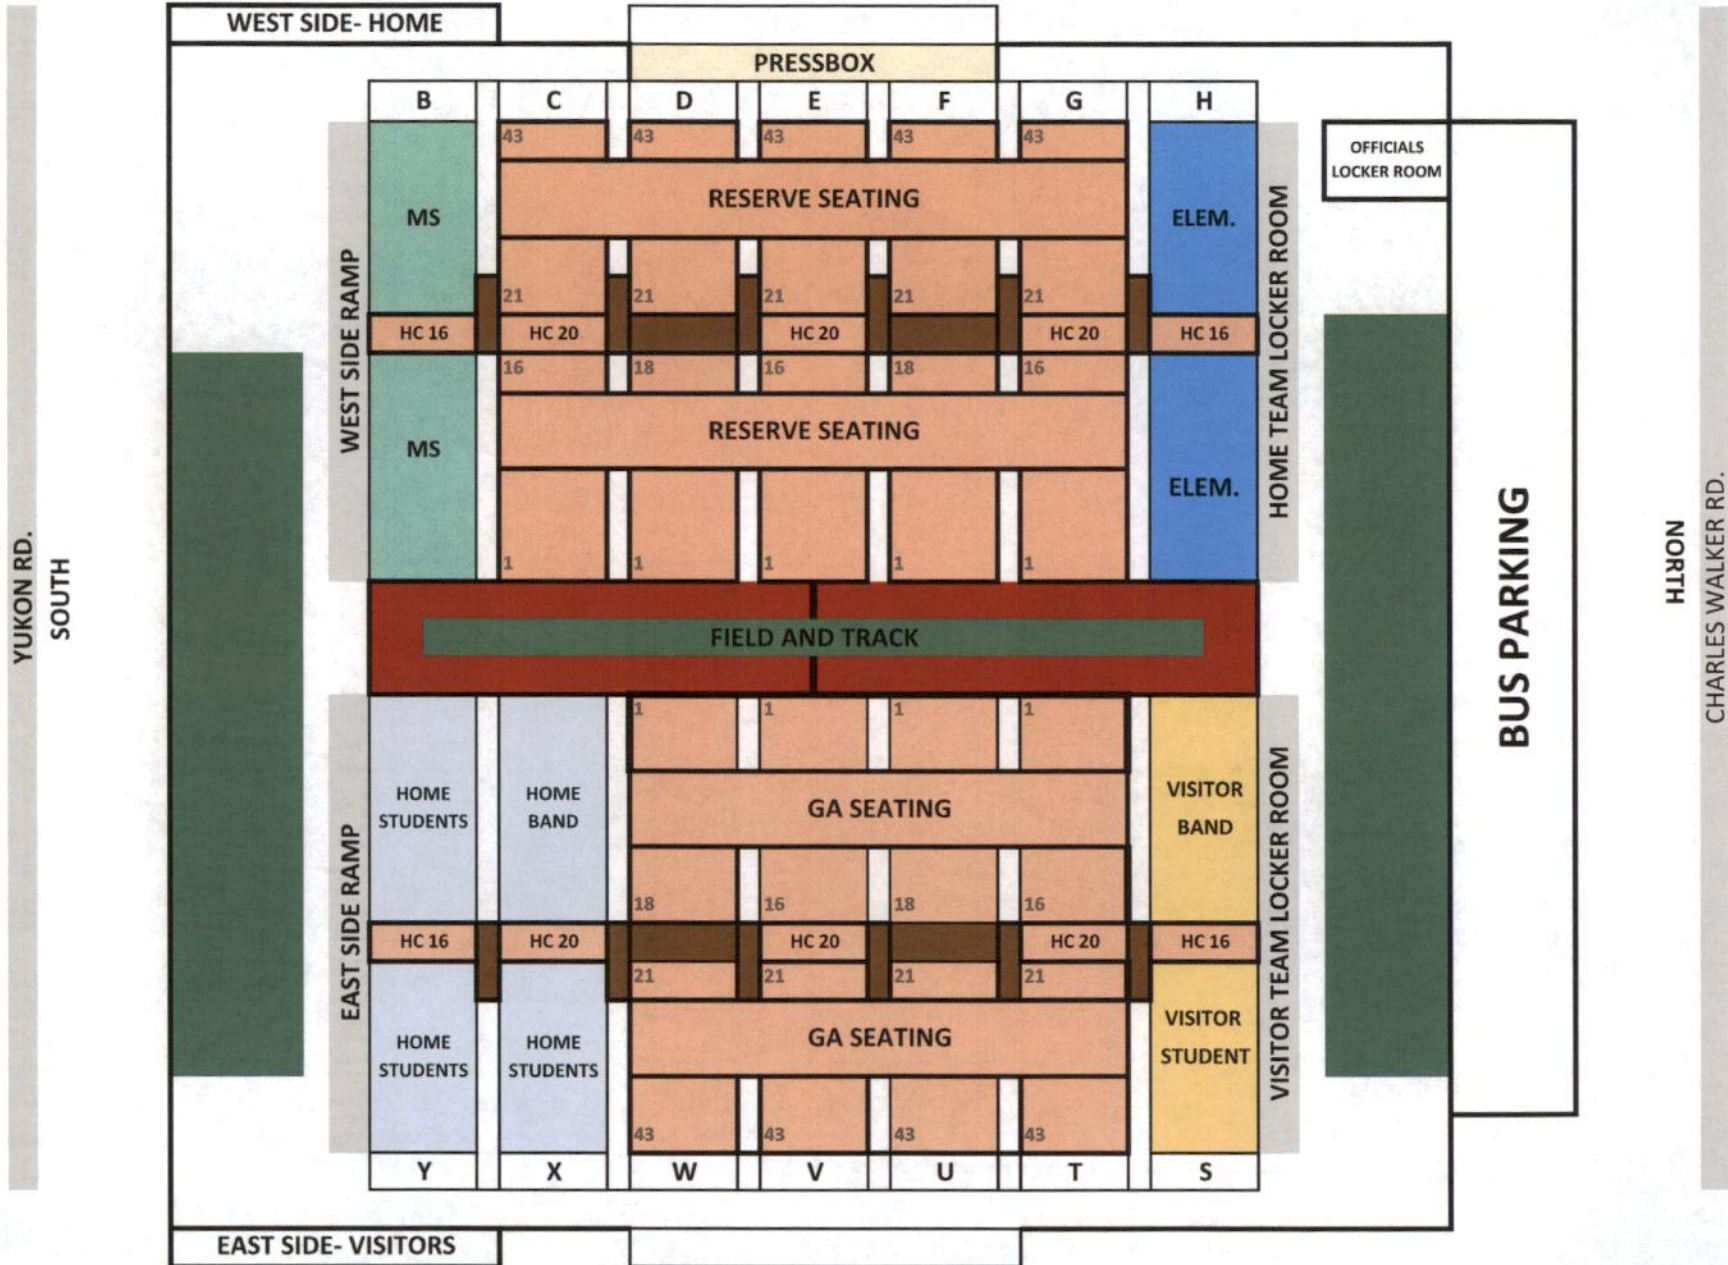 WEST SIDE- HOME
PRESSBOX
B C D E F G H
43 43 43 43 43
OFFICIALS
LOCKER ROOM
RESERVE SEATING
MS
ELEM.
21 21 21 21 21
HC 16 HC 20 HC 20 HC 20 HC 16
16 18 16 18 16
RESERVE SEATING
MS
ELEM.
1 1 1 1 1
WEST SIDE RAMP
HOME TEAM LOCKER ROOM
YUKON RD.
SOUTH
FIELD AND TRACK
BUS PARKING
NORTH
CHARLES WALKER RD.
1 1 1 1
HOME
STUDENTS
HOME
BAND
GA SEATING
VISITOR
BAND
18 16 18 16
HC 16 HC 20 HC 20 HC 20 HC 16
21 21 21 21
HOME
STUDENTS
HOME
STUDENTS
GA SEATING
VISITOR
STUDENT
43 43 43 43
EAST SIDE RAMP
VISITOR TEAM LOCKER ROOM
Y X W V U T S
EAST SIDE- VISITORS